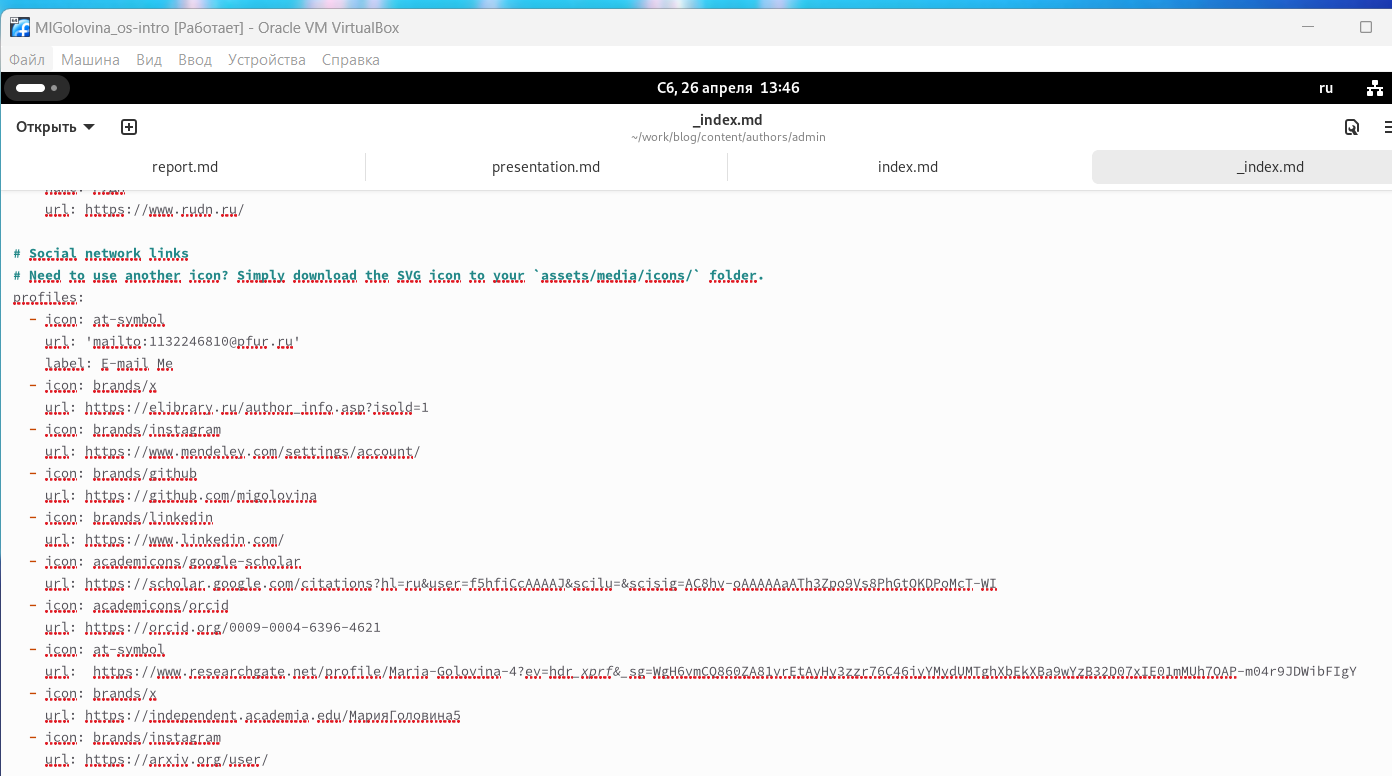 MIGolovina_os-intro [Работает] - Oracle VM VirtualBox
Файл Машина Вид Ввод Устройства Справка
Сб, 26 апреля 13:46
ru
Открыть
_index.md
~/work/blog/content/authors/admin
report.md presentation.md index.md _index.md
url: https://www.rudn.ru/
# Social network links
# Need to use another icon? Simply download the SVG icon to your `assets/media/icons/` folder.
profiles:
- icon: at-symbol
url: 'mailto:1132246810@pfur.ru'
label: E-mail Me
- icon: brands/x
url: https://elibrary.ru/author_info.asp?isold=1
- icon: brands/instagram
url: https://www.mendeley.com/settings/account/
- icon: brands/github
url: https://github.com/migolovina
- icon: brands/linkedin
url: https://www.linkedin.com/
- icon: academicons/google-scholar
url: https://scholar.google.com/citations?hl=ru&user=f5hfiCcAAAAJ&scilu=&scisig=AC8hv-oAAAAAaATh3Zpo9Vs8PhGtOKDPoMcT-WI
- icon: academicons/orcid
url: https://orcid.org/0009-0004-6396-4621
- icon: at-symbol
url: https://www.researchgate.net/profile/Maria-Golovina-4?ev=hdr_xprf&_sg=WgH6vmCO860ZA81vrEtAyHy3zzr76C46iyYMvdUMTghXbEkXBa9wYzB32D07xIE01mMUh7OAP-m04r9JDWibFIgY
- icon: brands/x
url: https://independent.academia.edu/МарияГоловина5
- icon: brands/instagram
url: https://arxiv.org/user/